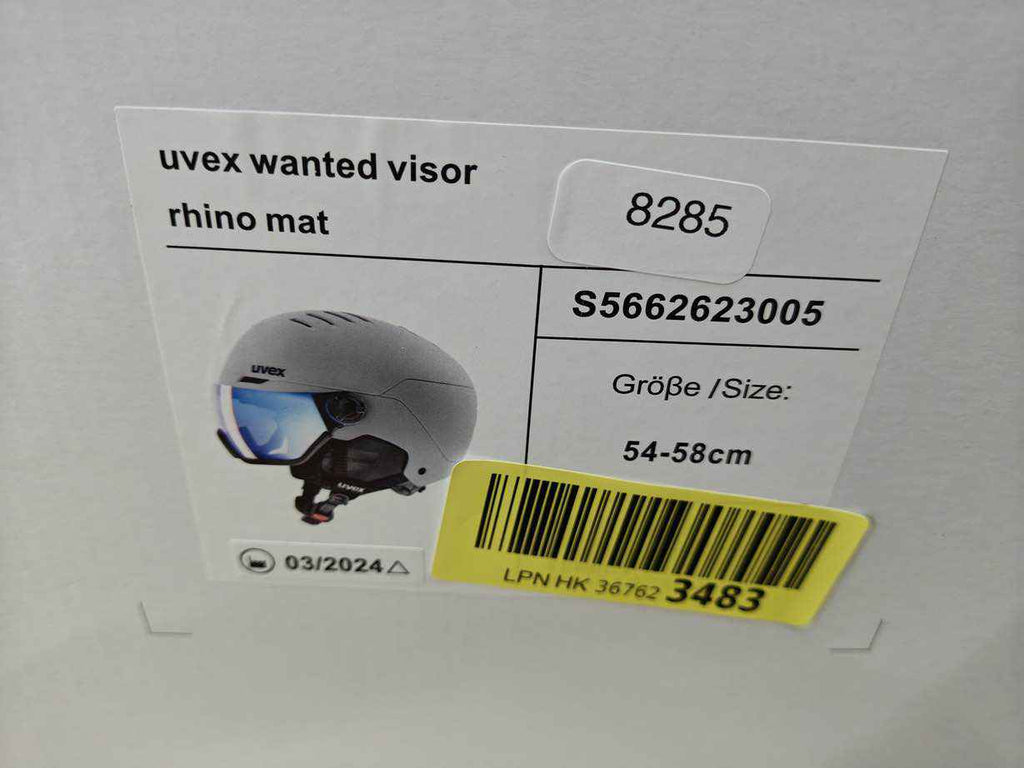 uvex wanted visor
rhino mat
8285
S5662623005
Größe /Size:
54-58cm
uvex
uvex
03/2024
LPN HK 36762 3483